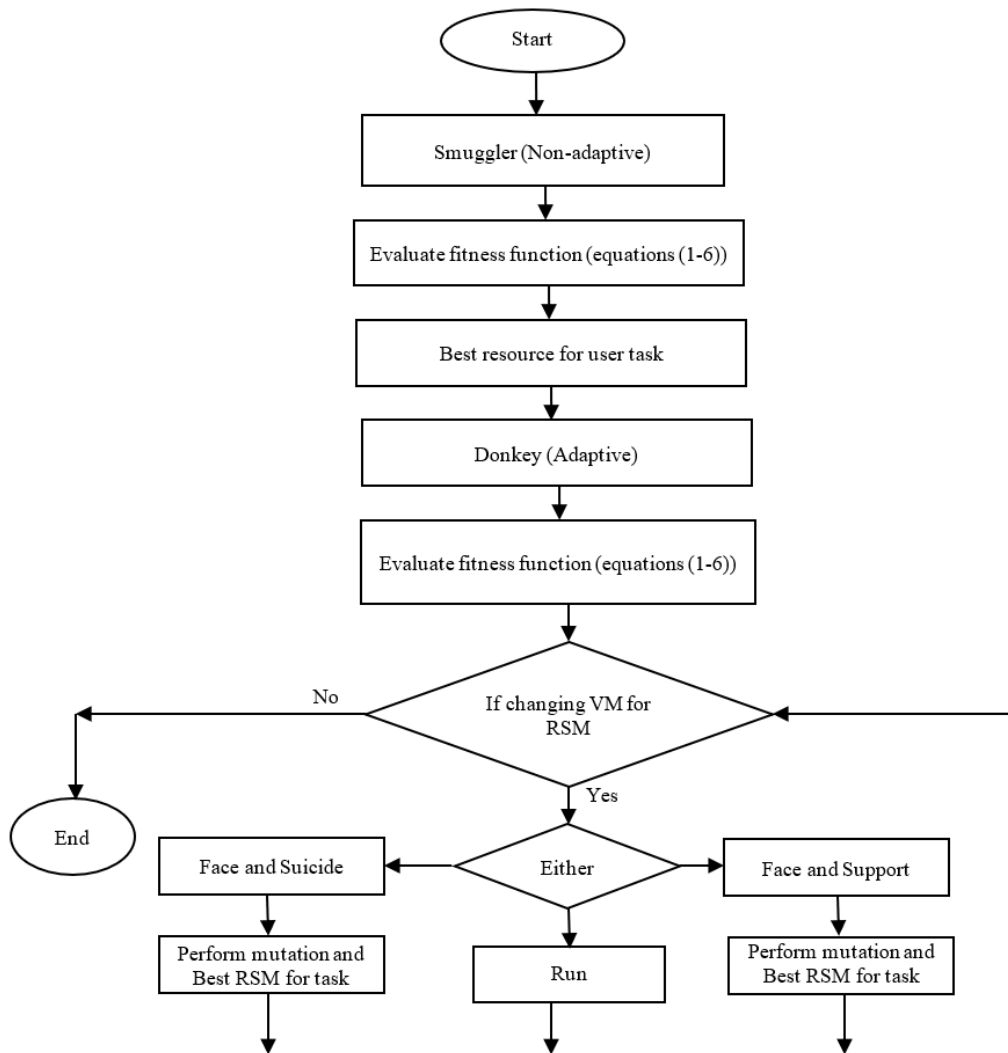 Start
Smuggler (Non-adaptive)
Evaluate fitness function (equations (1-6))
Best resource for user task
Donkey (Adaptive)
Evaluate fitness function (equations (1-6))
No
If changing VM for
RSM
Yes
End
Face and Suicide
Either
Face and Support
Perform mutation and
Best RSM for task
Run
Perform mutation and
Best RSM for task